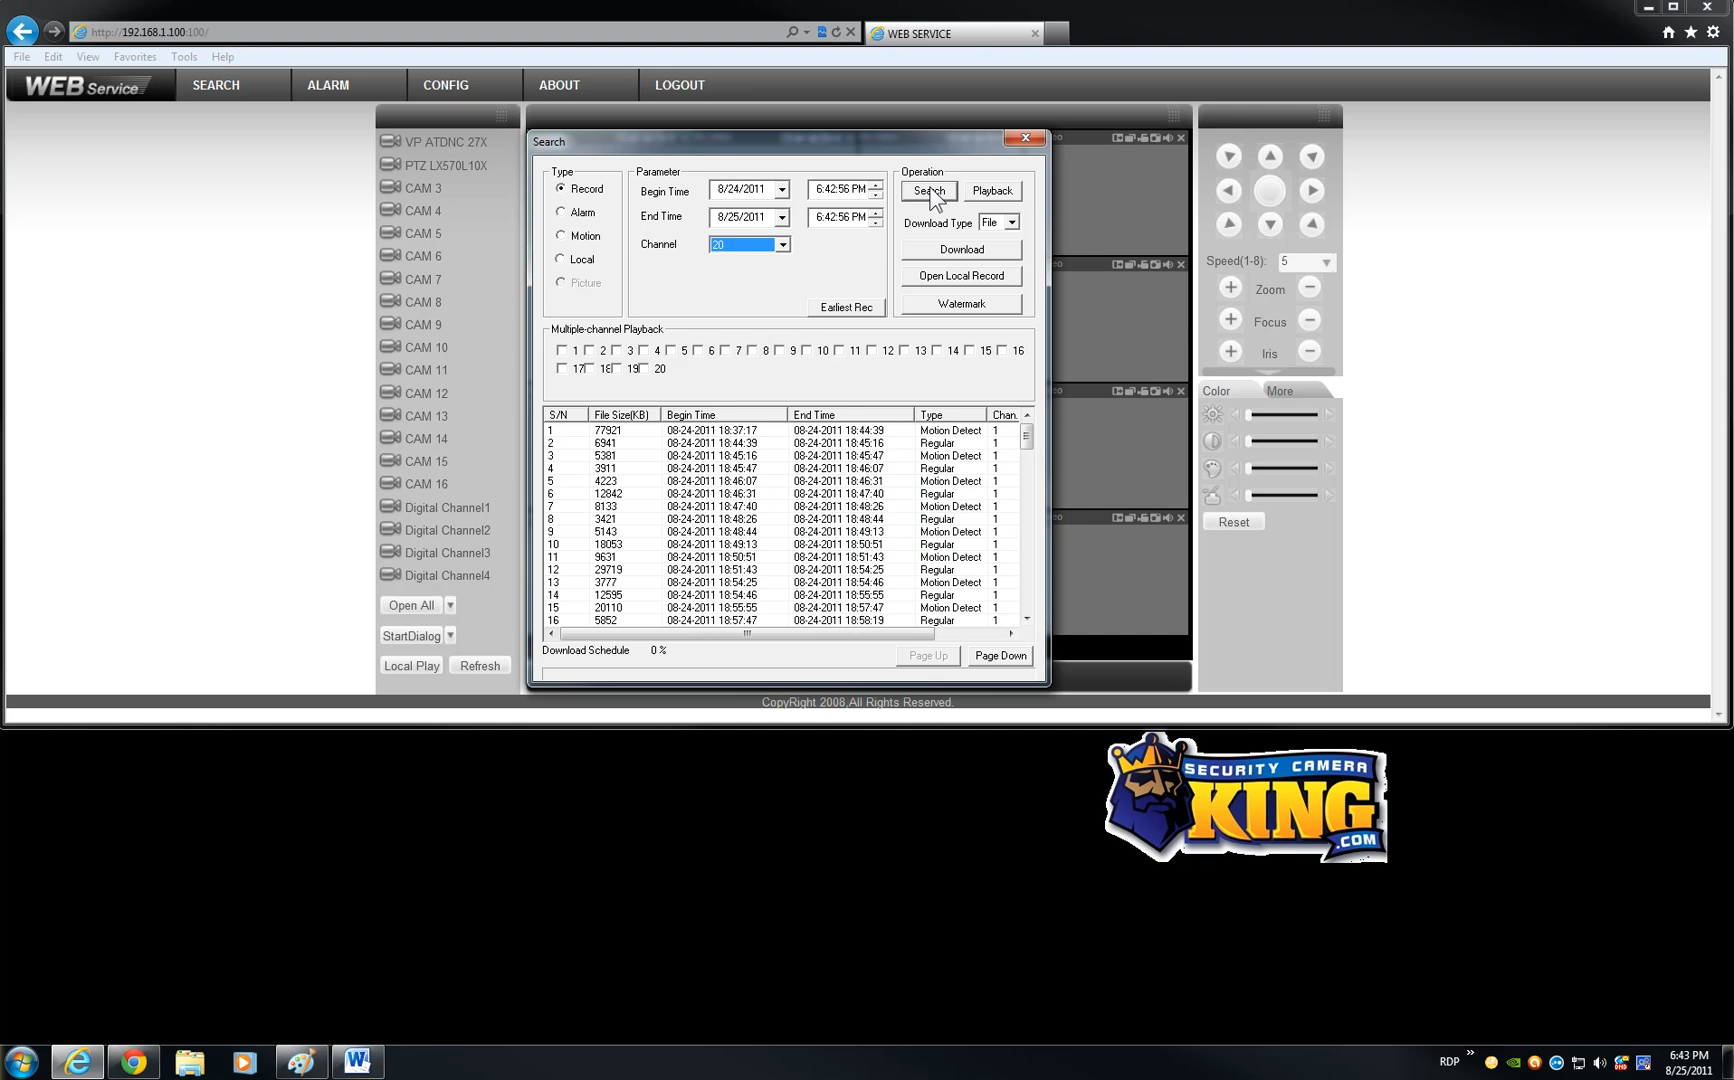 http://192.168.1.100:100/
WEB SERVICE
File Edit View Favorites Tools Help
WEB Service SEARCH ALARM CONFIG ABOUT LOGOUT
VP ATDNC 27X
PTZ LX570L10X
CAM 3
CAM 4
CAM 5
CAM 6
CAM 7
CAM 8
CAM 9
CAM 10
CAM 11
CAM 12
CAM 13
CAM 14
CAM 15
CAM 16
Digital Channel1
Digital Channel2
Digital Channel3
Digital Channel4
Open All
StartDialog
Local Play Refresh
Search
Type
Record
Alarm
Motion
Local
Picture
Parameter
Begin Time 8/24/2011 6:42:56 PM
End Time 8/25/2011 6:42:56 PM
Channel 20
Earliest Rec
Operation
Search Playback
Download Type File
Download
Open Local Record
Watermark
Multiple-channel Playback
1 2 3 4 5 6 7 8 9 10 11 12 13 14 15 16
17 18 19 20
S/N File Size(KB) Begin Time End Time Type Chan.
1 77921 08-24-2011 18:37:17 08-24-2011 18:44:39 Motion Detect 1
2 6941 08-24-2011 18:44:39 08-24-2011 18:45:16 Regular 1
3 5381 08-24-2011 18:45:16 08-24-2011 18:45:47 Motion Detect 1
4 3911 08-24-2011 18:45:47 08-24-2011 18:46:07 Regular 1
5 4223 08-24-2011 18:46:07 08-24-2011 18:46:31 Motion Detect 1
6 12842 08-24-2011 18:46:31 08-24-2011 18:47:40 Regular 1
7 8133 08-24-2011 18:47:40 08-24-2011 18:48:26 Motion Detect 1
8 3421 08-24-2011 18:48:26 08-24-2011 18:48:44 Regular 1
9 5143 08-24-2011 18:48:44 08-24-2011 18:49:13 Motion Detect 1
10 18053 08-24-2011 18:49:13 08-24-2011 18:50:51 Regular 1
11 9631 08-24-2011 18:50:51 08-24-2011 18:51:43 Motion Detect 1
12 29719 08-24-2011 18:51:43 08-24-2011 18:54:25 Regular 1
13 3777 08-24-2011 18:54:25 08-24-2011 18:54:46 Motion Detect 1
14 12595 08-24-2011 18:54:46 08-24-2011 18:55:55 Regular 1
15 20110 08-24-2011 18:55:55 08-24-2011 18:57:47 Motion Detect 1
16 5852 08-24-2011 18:57:47 08-24-2011 18:58:19 Regular 1
Download Schedule 0 %
Page Up Page Down
Speed(1-8): 5
Zoom
Focus
Iris
Color More
Reset
CopyRight 2008,All Rights Reserved.
SECURITY CAMERA
KING
.COM
RDP
6:43 PM
8/25/2011